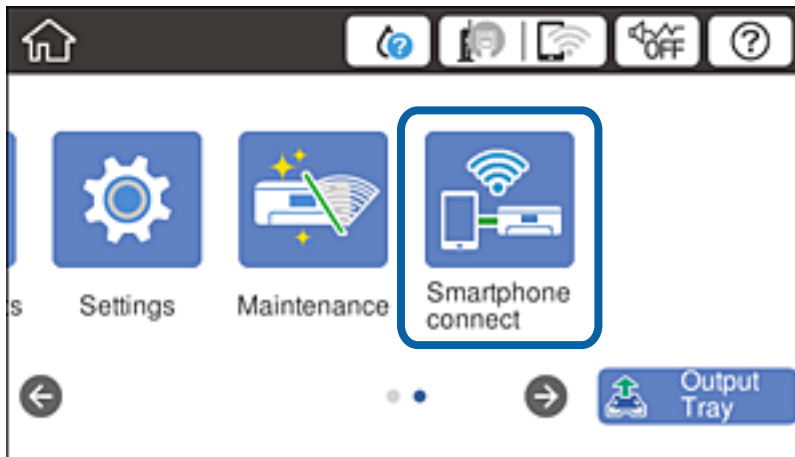 ?
OFF
?
s
Settings
Maintenance
Smartphone
connect
Output
Tray